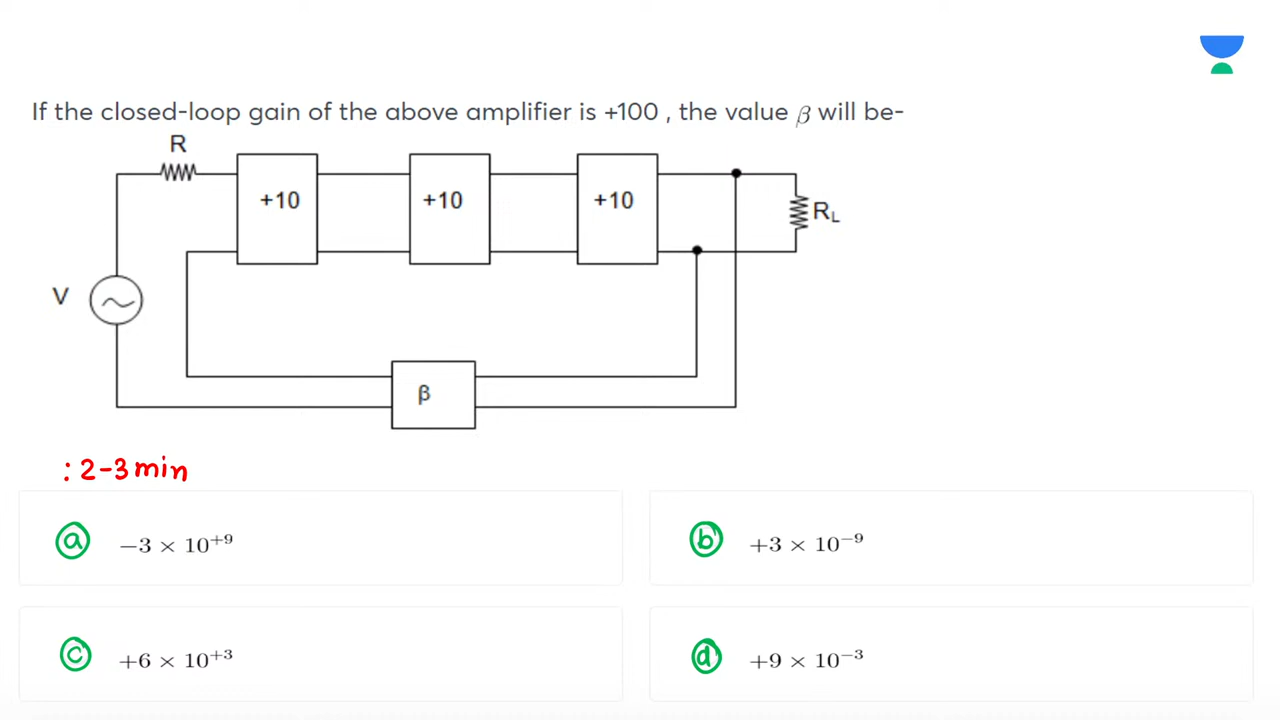 If the closed-loop gain of the above amplifier is +100 , the value β will be-
R
+10
+10
+10
R_L
V
β
: 2-3 min
a −3 × 10^{+9}
b +3 × 10^{−9}
c +6 × 10^{+3}
d +9 × 10^{−3}